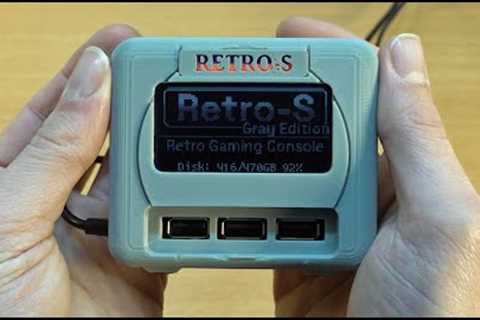 RETRO-S
Retro-S
Gray Edition
Retro Gaming Console
Disk: 416/470GB 92%